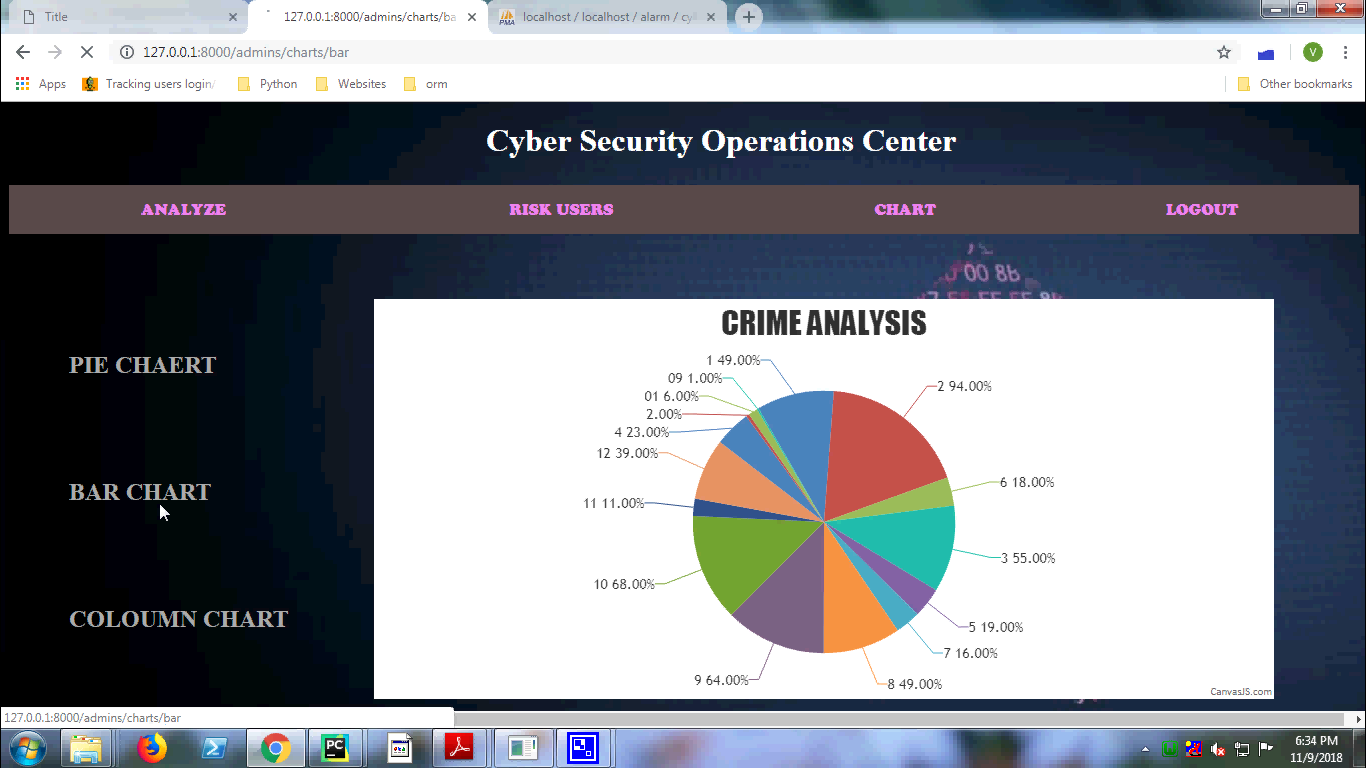 Title
127.0.0.1:8000/admins/charts/ba
localhost / localhost / alarm / cy
127.0.0.1:8000/admins/charts/bar
V
Apps
Tracking users login/
Python
Websites
orm
Other bookmarks
Cyber Security Operations Center
ANALYZE
RISK USERS
CHART
LOGOUT
00 8B
PIE CHAERT
BAR CHART
COLOUMN CHART
CRIME ANALYSIS
1 49.00%
09 1.00%
01 6.00%
2.00%
4 23.00%
12 39.00%
11 11.00%
10 68.00%
9 64.00%
2 94.00%
6 18.00%
3 55.00%
5 19.00%
7 16.00%
8 49.00%
CanvasJS.com
127.0.0.1:8000/admins/charts/bar
PC
6:34 PM
11/9/2018